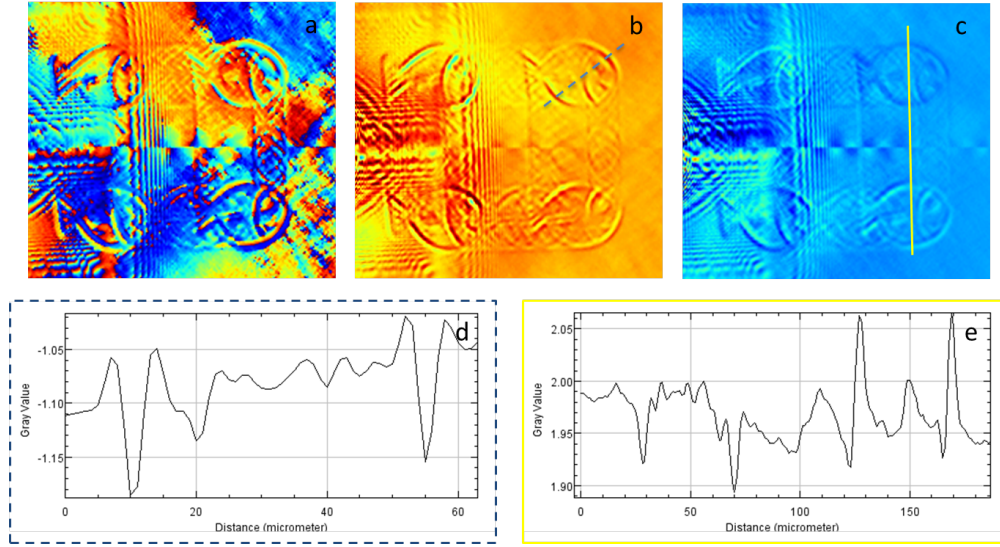 a
b
c
d
-1.05
-1.10
-1.15
Gray Value
0
20
40
60
Distance (micrometer)
e
2.05
2.00
1.95
1.90
Gray Value
0
50
100
150
Distance (micrometer)